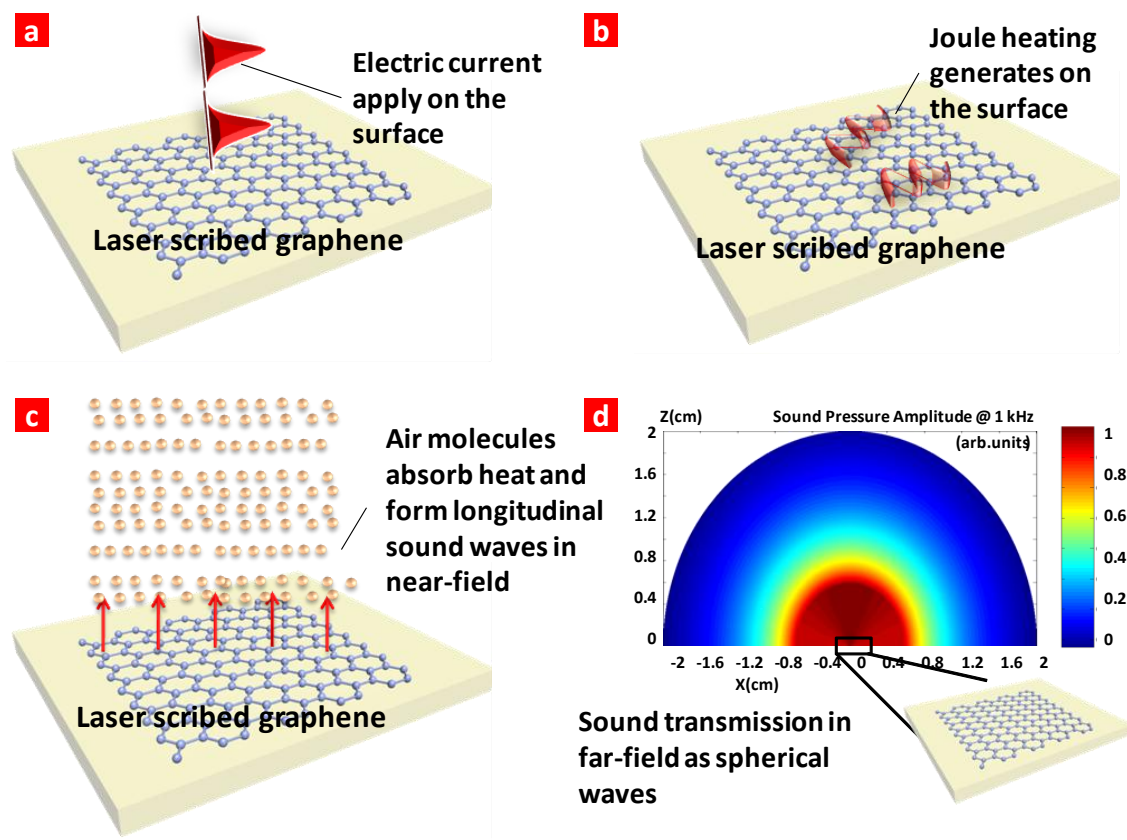 a
Electric current
apply on the
surface
Laser scribed graphene
b
Joule heating
generates on
the surface
Laser scribed graphene
c
Air molecules
absorb heat and
form longitudinal
sound waves in
near-field
Laser scribed graphene
d
Z(cm)
Sound Pressure Amplitude @ 1 kHz
(arb.units)
2
1.6
1.2
0.8
0.4
0
-2 -1.6 -1.2 -0.8 -0.4 0 0.4 0.8 1.2 1.6 2
X(cm)
1
0.8
0.6
0.4
0.2
0
Sound transmission in
far-field as spherical
waves